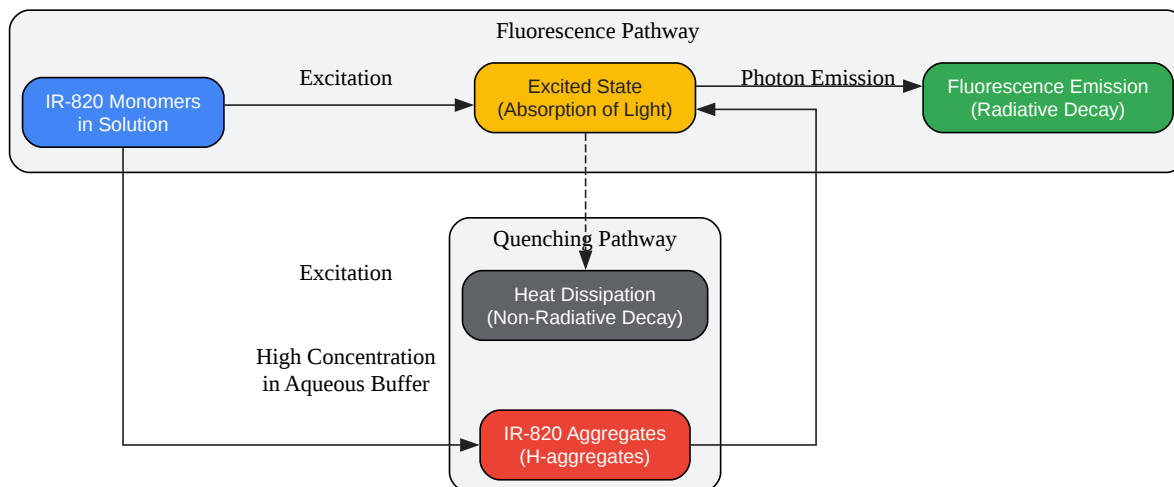 Fluorescence Pathway
IR-820 Monomers
in Solution
Excitation
Excited State
(Absorption of Light)
Photon Emission
Fluorescence Emission
(Radiative Decay)
Quenching Pathway
Excitation
Heat Dissipation
(Non-Radiative Decay)
High Concentration
in Aqueous Buffer
IR-820 Aggregates
(H-aggregates)